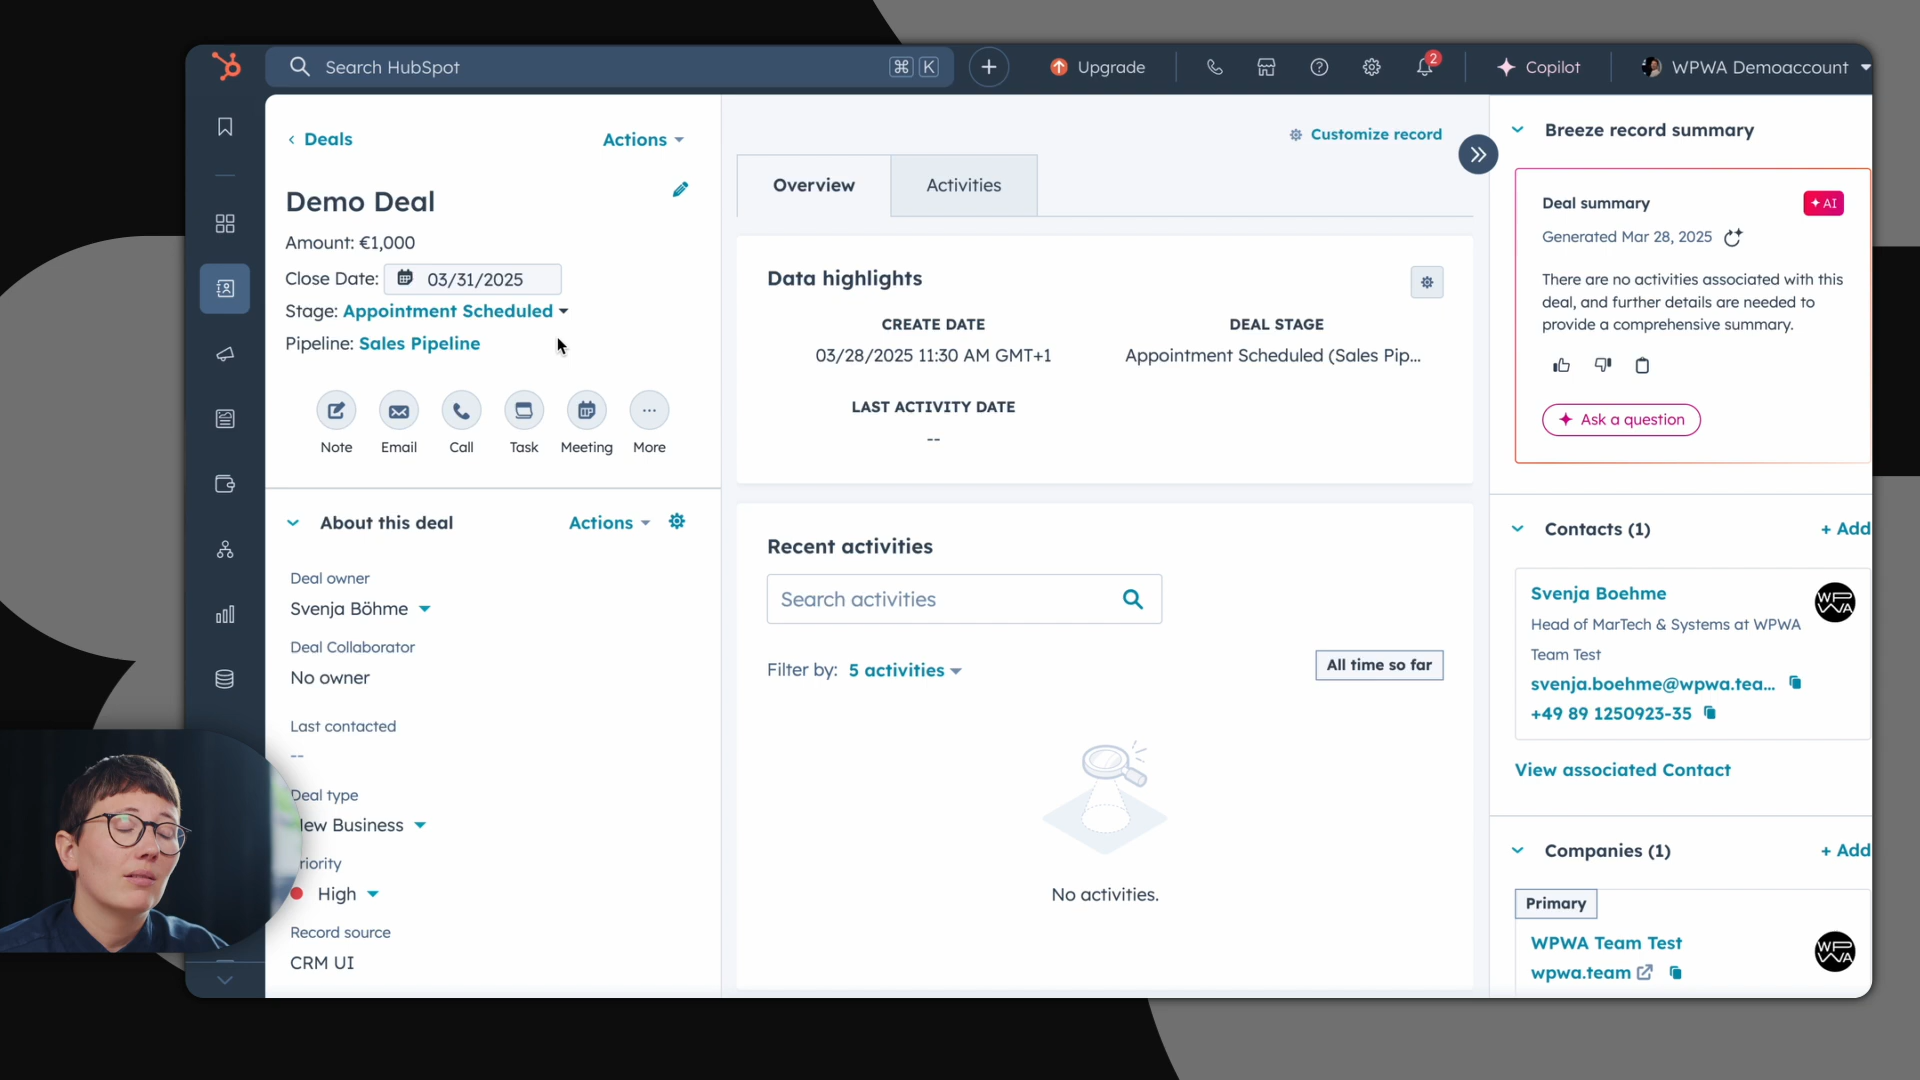 Search HubSpot
⌘ K
Upgrade
2
Copilot
WPWA Demoaccount
Deals
Actions
Demo Deal
Amount: €1,000
Close Date: 03/31/2025
Stage: Appointment Scheduled
Pipeline: Sales Pipeline
Note
Email
Call
Task
Meeting
More
About this deal
Actions
Deal owner
Svenja Böhme
Deal Collaborator
No owner
Last contacted
--
Deal type
New Business
riority
High
Record source
CRM UI
Customize record
Overview
Activities
Data highlights
CREATE DATE
03/28/2025 11:30 AM GMT+1
DEAL STAGE
Appointment Scheduled (Sales Pip...
LAST ACTIVITY DATE
--
Recent activities
Search activities
Filter by: 5 activities
All time so far
No activities.
Breeze record summary
Deal summary
AI
Generated Mar 28, 2025
There are no activities associated with this
deal, and further details are needed to
provide a comprehensive summary.
Ask a question
Contacts (1)
+ Add
Svenja Boehme
WPWA
Head of MarTech & Systems at WPWA
Team Test
svenja.boehme@wpwa.tea...
+49 89 1250923-35
View associated Contact
Companies (1)
+ Add
Primary
WPWA Team Test
WPWA
wpwa.team